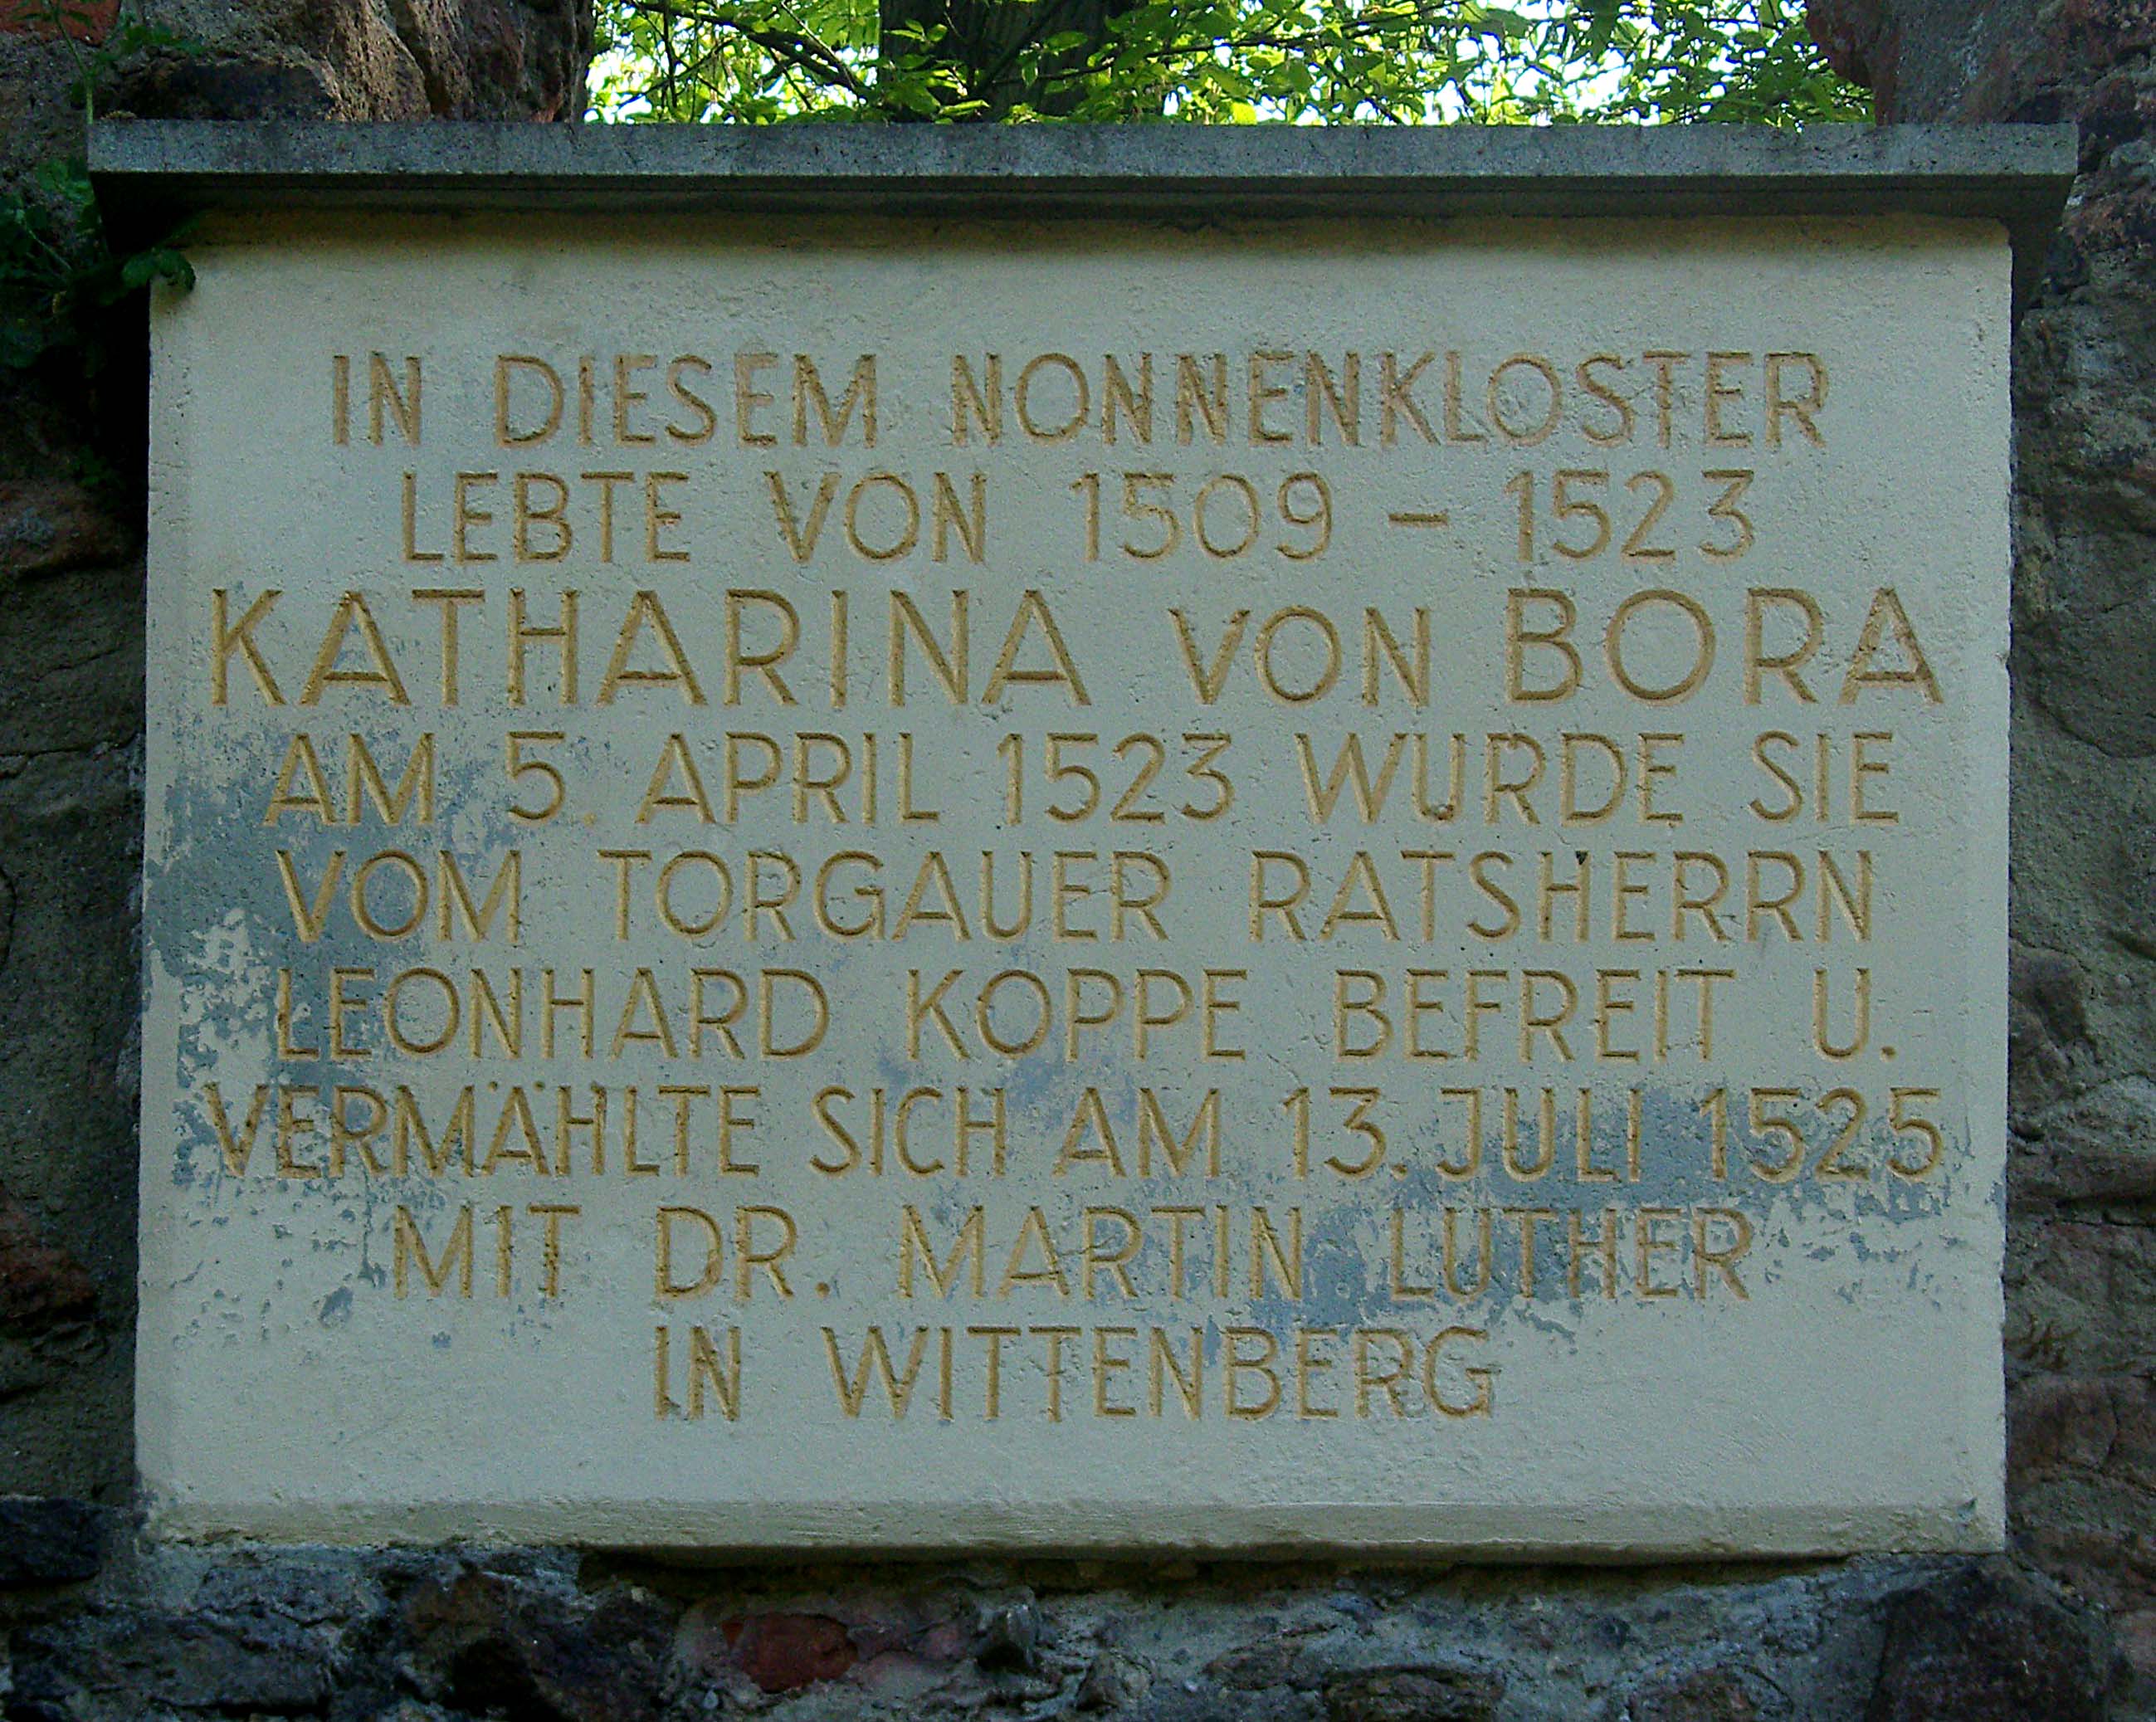 IN DIESEM NONNENKLOSTER
LEBTE VON 1509 – 1523
KATHARINA VON BORA
AM 5. APRIL 1523 WURDE SIE
VOM TORGAUER RATSHERRN
LEONHARD KOPPE BEFREIT U.
VERMÄHLTE SICH AM 13. JULI 1525
MIT DR. MARTIN LUTHER
IN WITTENBERG